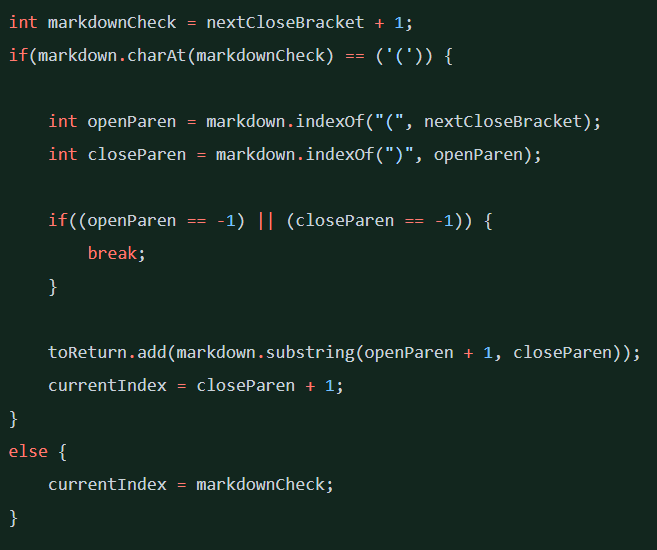 int markdownCheck = nextCloseBracket + 1;
if(markdown.charAt(markdownCheck) == ('(')) {
    int openParen = markdown.indexOf("(", nextCloseBracket);
    int closeParen = markdown.indexOf(")", openParen);
    if((openParen == -1) || (closeParen == -1)) {
        break;
    }
    toReturn.add(markdown.substring(openParen + 1, closeParen));
    currentIndex = closeParen + 1;
}
else {
    currentIndex = markdownCheck;
}